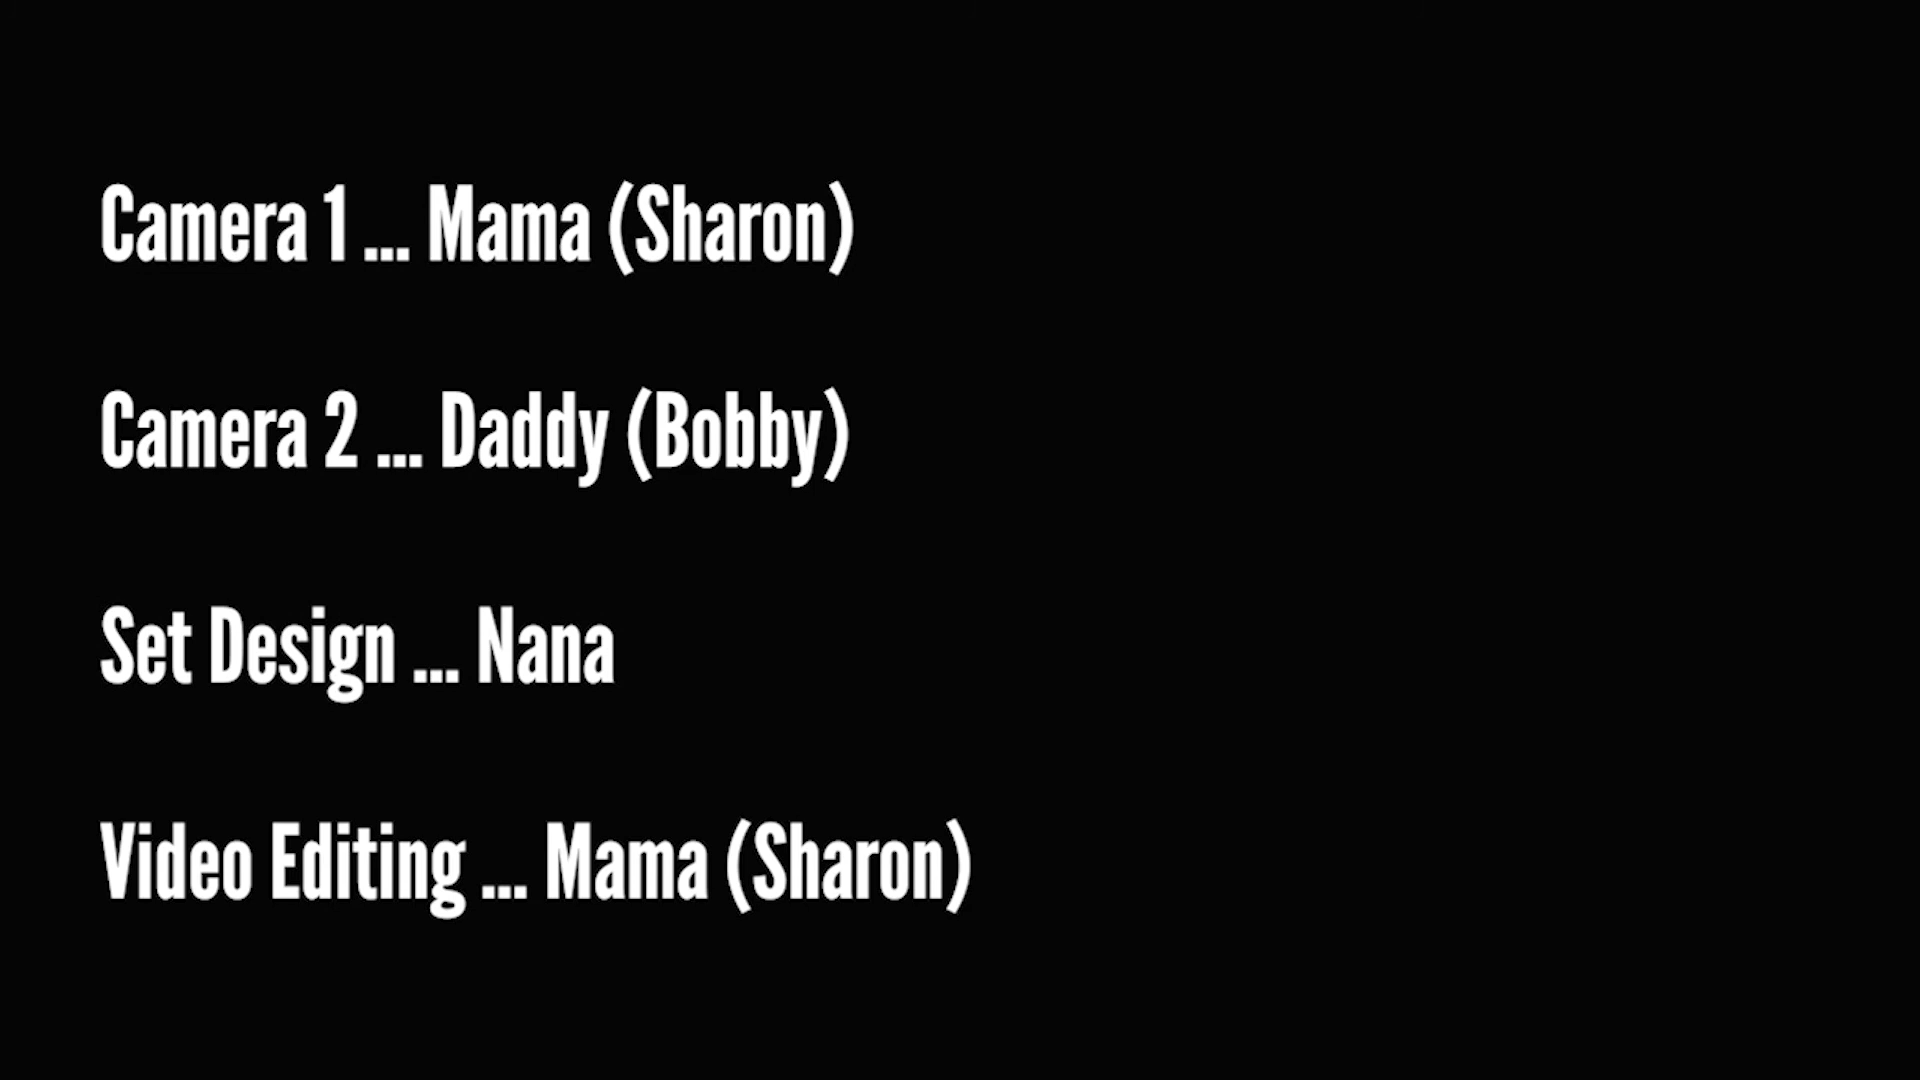 Camera 1 ... Mama (Sharon)
Camera 2 ... Daddy (Bobby)
Set Design ... Nana
Video Editing ... Mama (Sharon)